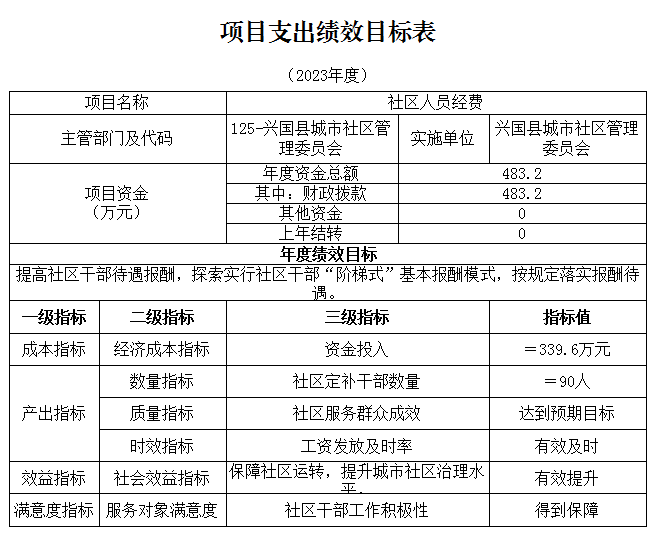 项目支出绩效目标表
（2023年度）
项目名称 社区人员经费
主管部门及代码 125-兴国县城市社区管理委员会 实施单位 兴国县城市社区管理委员会
项目资金（万元） 年度资金总额 483.2
其中：财政拨款 483.2
其他资金 0
上年结转 0
年度绩效目标
提高社区干部待遇报酬，探索实行社区干部“阶梯式”基本报酬模式，按规定落实报酬待
遇。
一级指标 二级指标 三级指标 指标值
成本指标 经济成本指标 资金投入 ＝339.6万元
产出指标 数量指标 社区定补干部数量 ＝90人
质量指标 社区服务群众成效 达到预期目标
时效指标 工资发放及时率 有效及时
效益指标 社会效益指标 保障社区运转，提升城市社区治理水平. 有效提升
满意度指标 服务对象满意度 社区干部工作积极性 得到保障